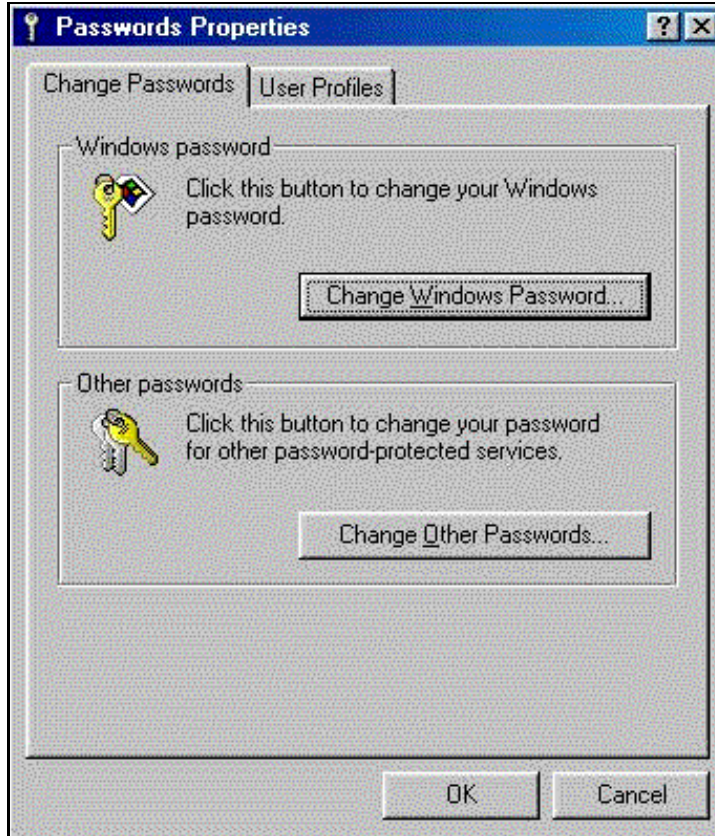 Passwords Properties
Change Passwords
User Profiles
Windows password
Click this button to change your Windows
password.
Change Windows Password...
Other passwords
Click this button to change your password
for other password-protected services.
Change Other Passwords...
OK
Cancel